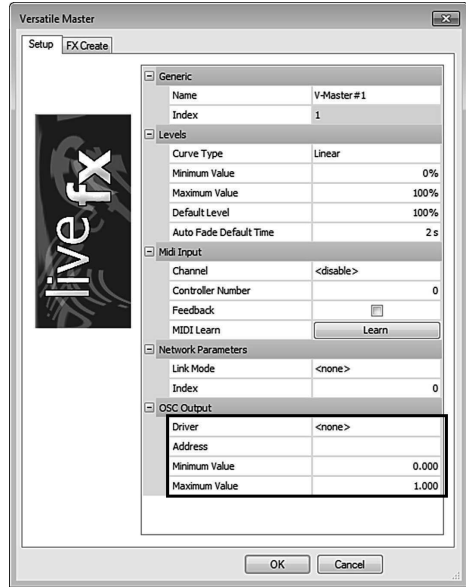 Versatile Master
Setup FX Create
live fx
Generic
Name V-Master #1
Index 1
Levels
Curve Type Linear
Minimum Value 0%
Maximum Value 100%
Default Level 100%
Auto Fade Default Time 2 s
Midi Input
Channel <disable>
Controller Number 0
Feedback
MIDI Learn Learn
Network Parameters
Link Mode <none>
Index 0
OSC Output
Driver <none>
Address
Minimum Value 0.000
Maximum Value 1.000
OK Cancel